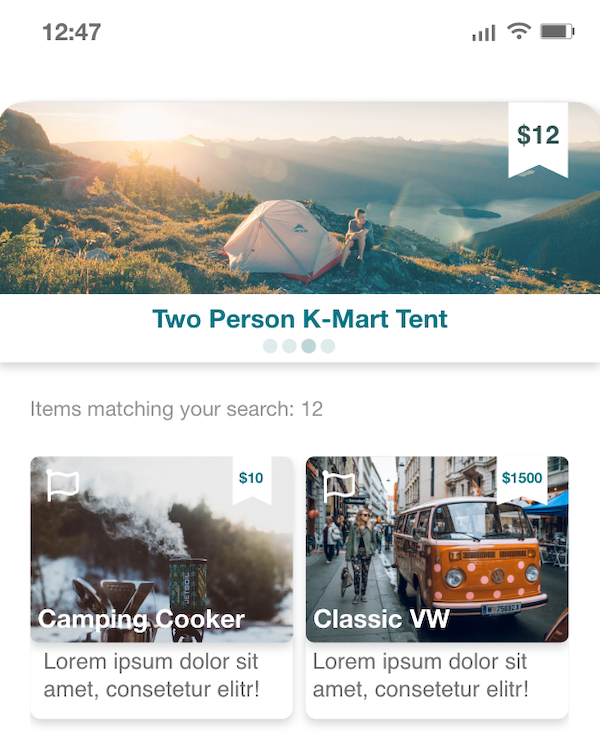 12:47
$12
Two Person K-Mart Tent
Items matching your search: 12
$10
JETBOIL
Camping Cooker
Lorem ipsum dolor sit
amet, consetetur elitr!
$1500
Classic VW
Lorem ipsum dolor sit
amet, consetetur elitr!